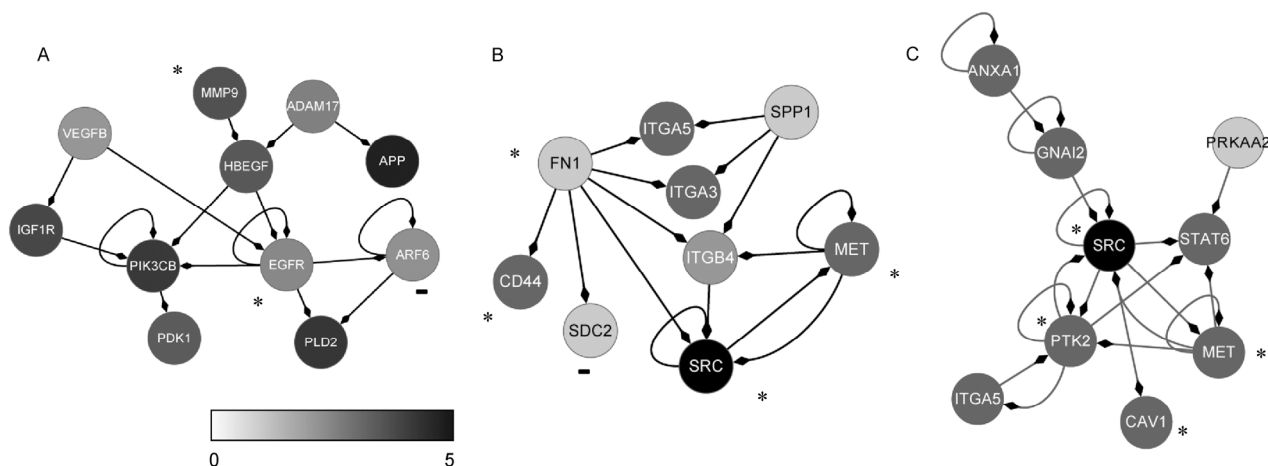 A
*
MMP9
ADAM17
VEGFB
HBEGF
APP
IGF1R
PIK3CB
EGFR
ARF6
*
-
PDK1
PLD2
0
5
B
*
FN1
ITGA5
SPP1
ITGA3
ITGB4
MET
*
CD44
*
SDC2
-
SRC
*
C
ANXA1
GNAI2
PRKAA2
*
SRC
STAT6
*
PTK2
MET
*
ITGA5
CAV1
*